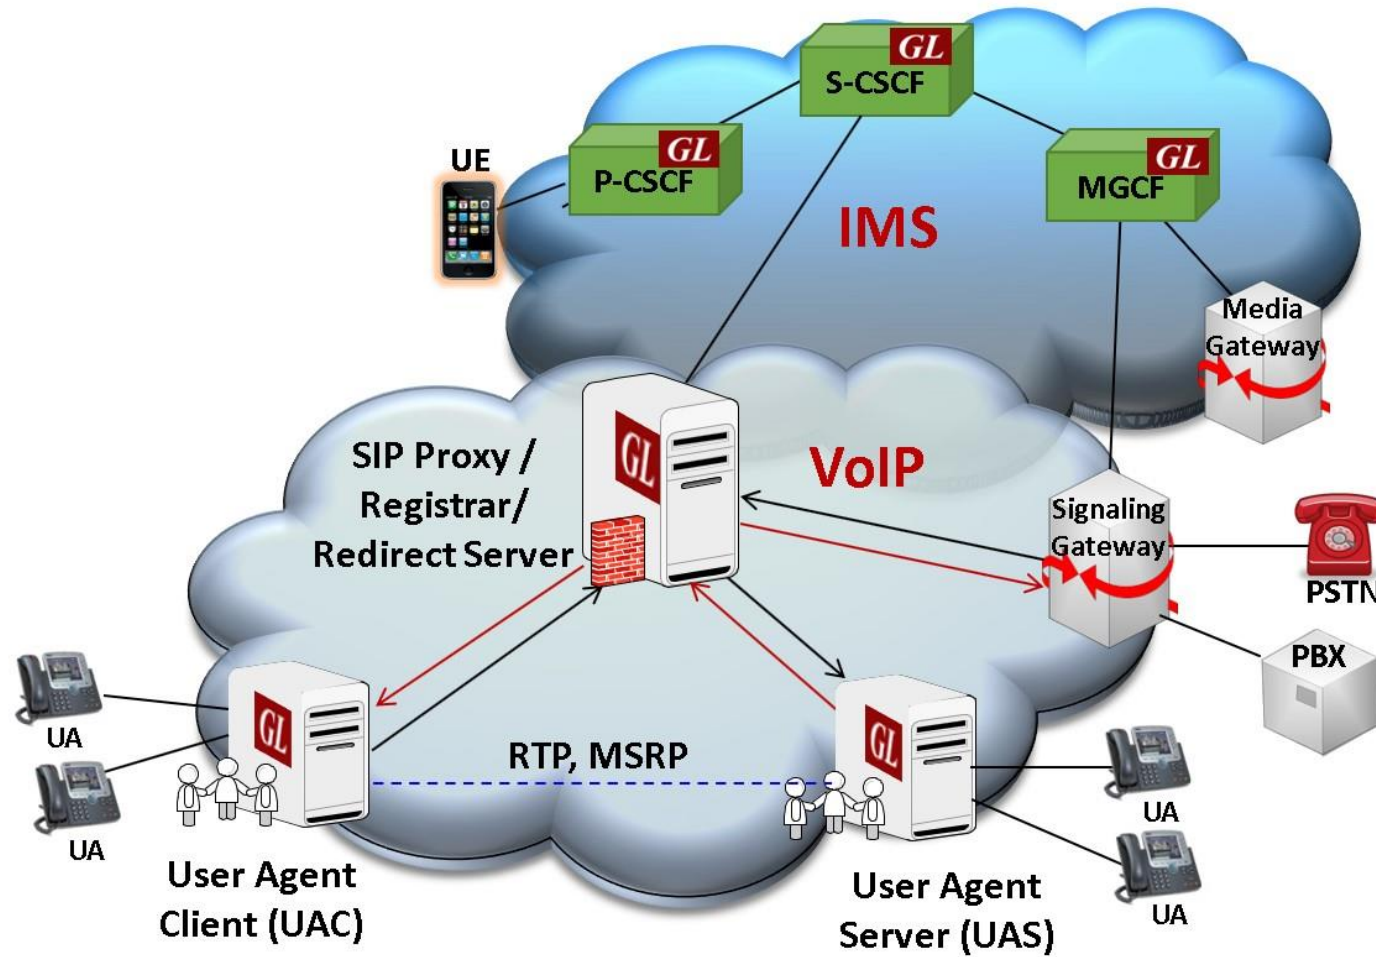 GL
S-CSCF
GL
P-CSCF
GL
MGCF
UE
IMS
Media
Gateway
SIP Proxy /
Registrar/
Redirect Server
GL
VoIP
Signaling
Gateway
PSTN
PBX
UA
UA
GL
RTP, MSRP
GL
UA
UA
User Agent
Client (UAC)
User Agent
Server (UAS)